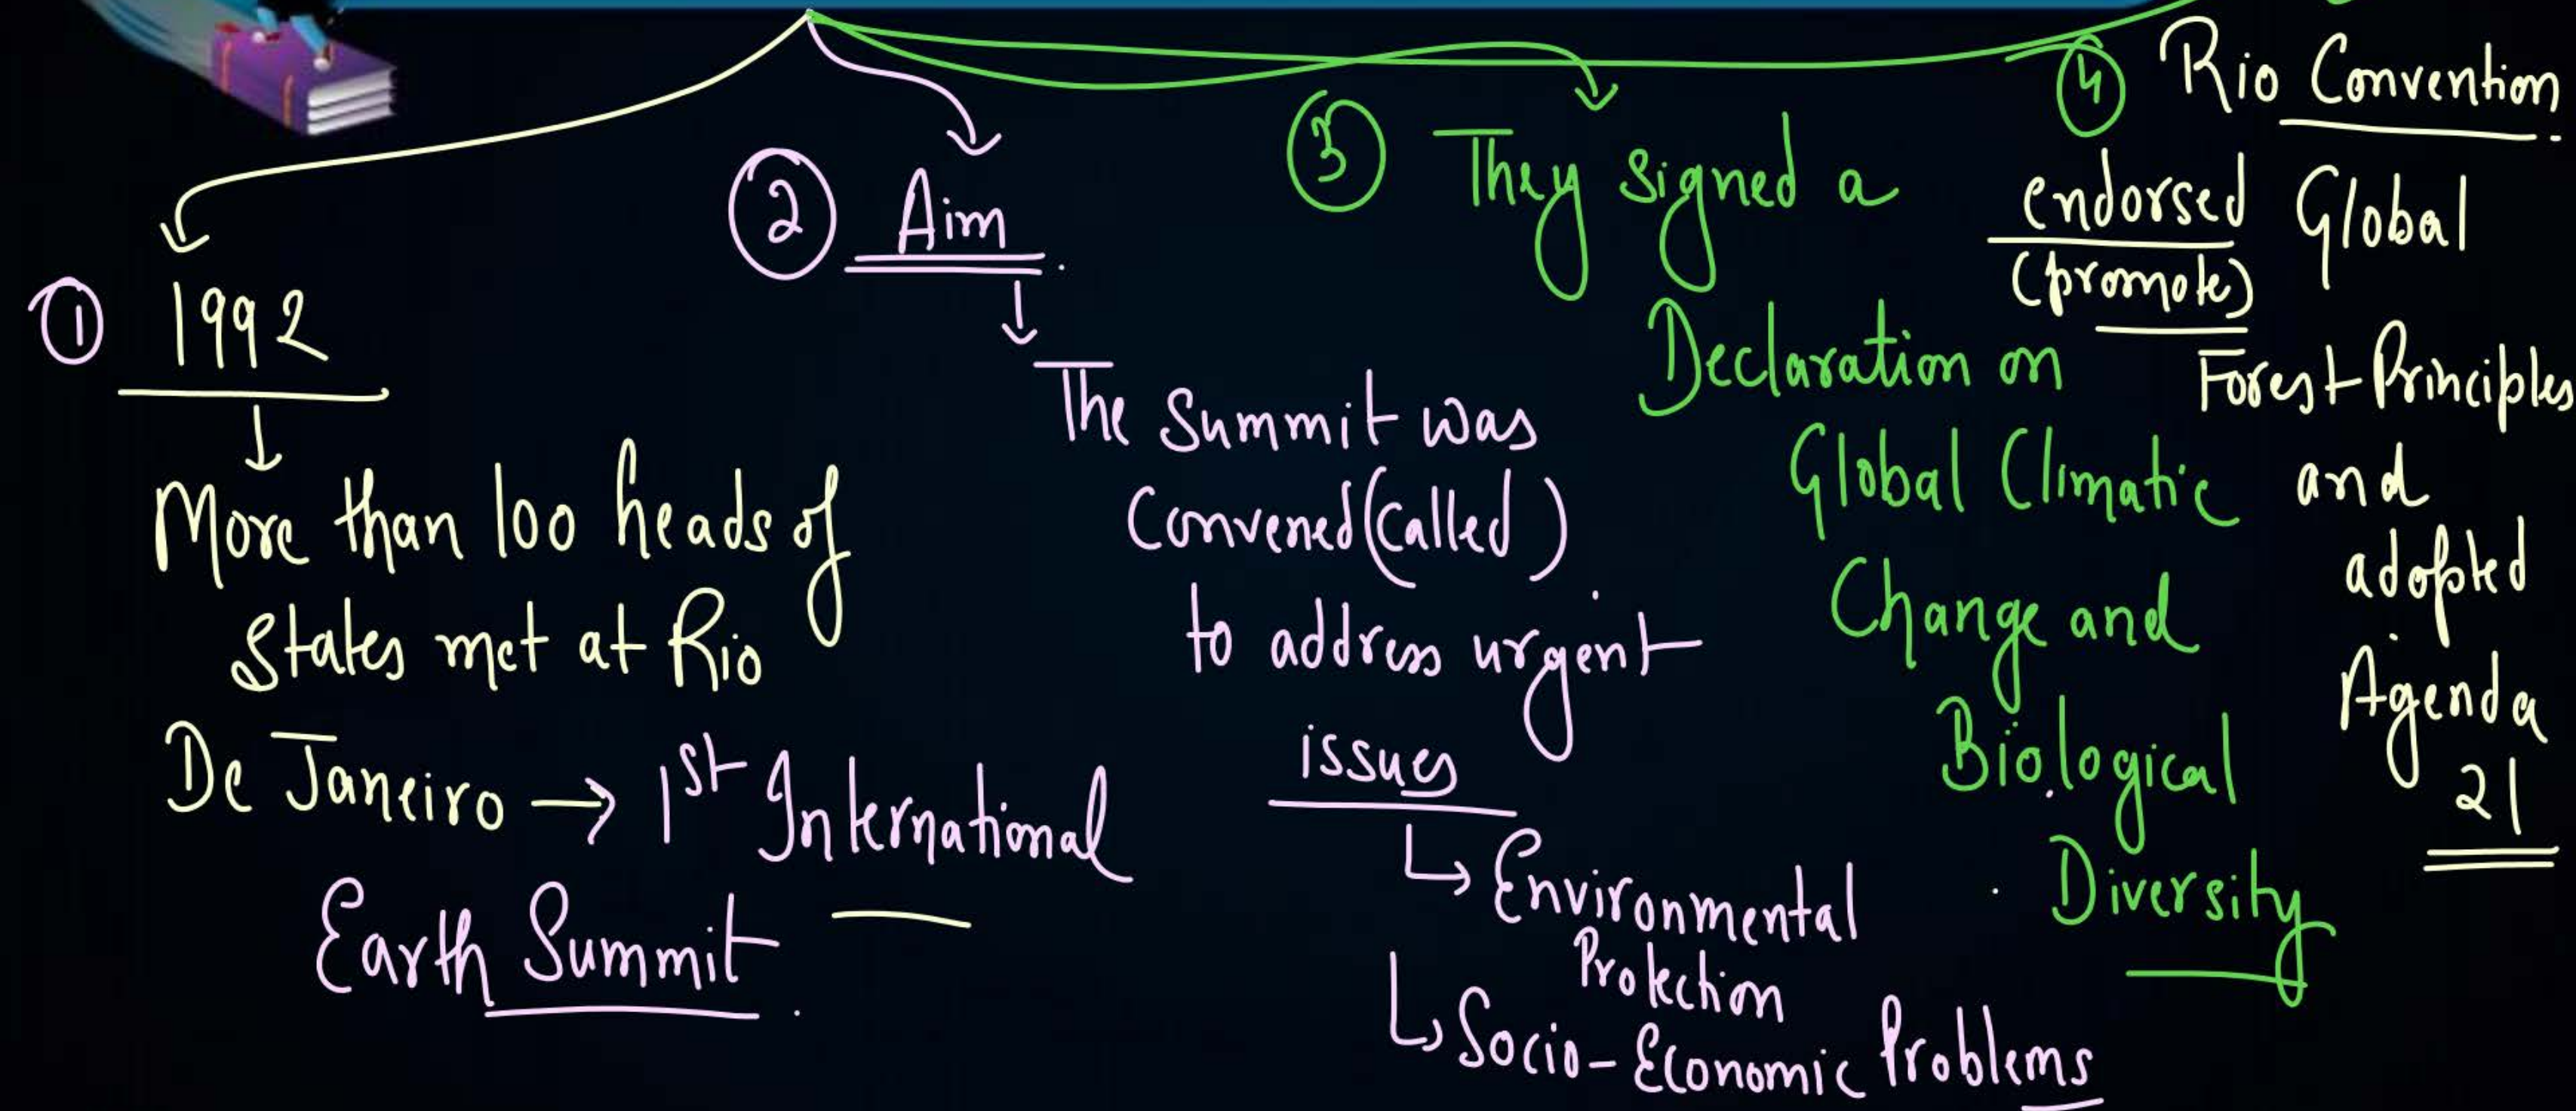 ① 1992
More than 100 heads of
States met at Rio
De Janeiro → 1st International
Earth Summit.
② Aim.
The Summit was
Convened (called)
to address urgent
issues
Environmental
Protection
Socio-Economic Problems
③ They signed a
Declaration on
Global Climatic
Change and
Biological
Diversity
④ Rio Convention.
endorsed Global
(promote)
Forest Principles
and
adopted
Agenda
21